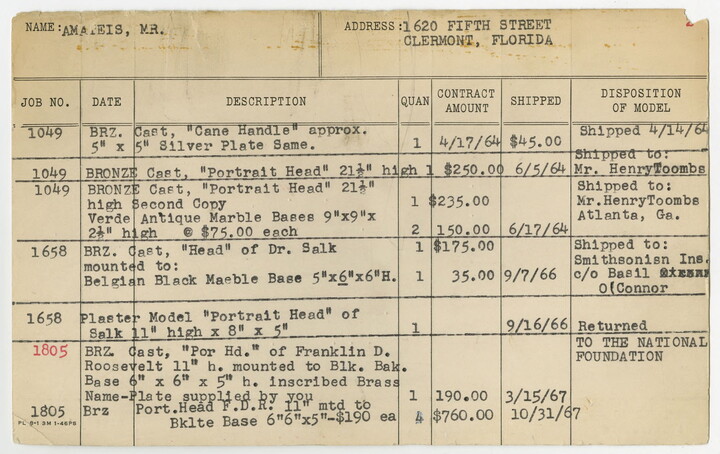 NAME: AMATEIS, MR. ADDRESS: 1620 FIFTH STREET
CLERMONT, FLORIDA
JOB NO. DATE DESCRIPTION QUAN CONTRACT AMOUNT SHIPPED DISPOSITION OF MODEL
1049 BRZ. Cast, "Cane Handle" approx. Shipped 4/14/64
5" x 5" Silver Plate Same. 1 4/17/64 $45.00
Shipped to:
1049 BRONZE Cast, "Portrait Head" 21½" high 1 $250.00 6/5/64 Mr. HenryToombs
1049 BRONZE Cast, "Portrait Head" 21½" Shipped to:
high Second Copy 1 $235.00 Mr.HenryToombs
Verde Antique Marble Bases 9"x9"x Atlanta, Ga.
2½" high @ $75.00 each 2 150.00 6/17/64
1658 BRZ. Cast, "Head" of Dr. Salk 1 $175.00 Shipped to:
mounted to: Smithsonisn Ins.
Belgian Black Maeble Base 5"x6"x6"H. 1 35.00 9/7/66 c/o Basil
O'Connor
1658 Plaster Model "Portrait Head" of
Salk 11" high x 8" x 5" 1 9/16/66 Returned
TO THE NATIONAL
1805 BRZ. Cast, "Por Hd." of Franklin D. FOUNDATION
Roosevelt 11" h. mounted to Blk. Bak.
Base 6" x 6" x 5" h. inscribed Brass
Name-Plate supplied by you 1 190.00 3/15/67
1805 Brz Port.Head F.D.R. 11" mtd to 4 $760.00 10/31/67
Bklte Base 6"6"x5"-$190 ea
PL 8-1 3M 1-46PS